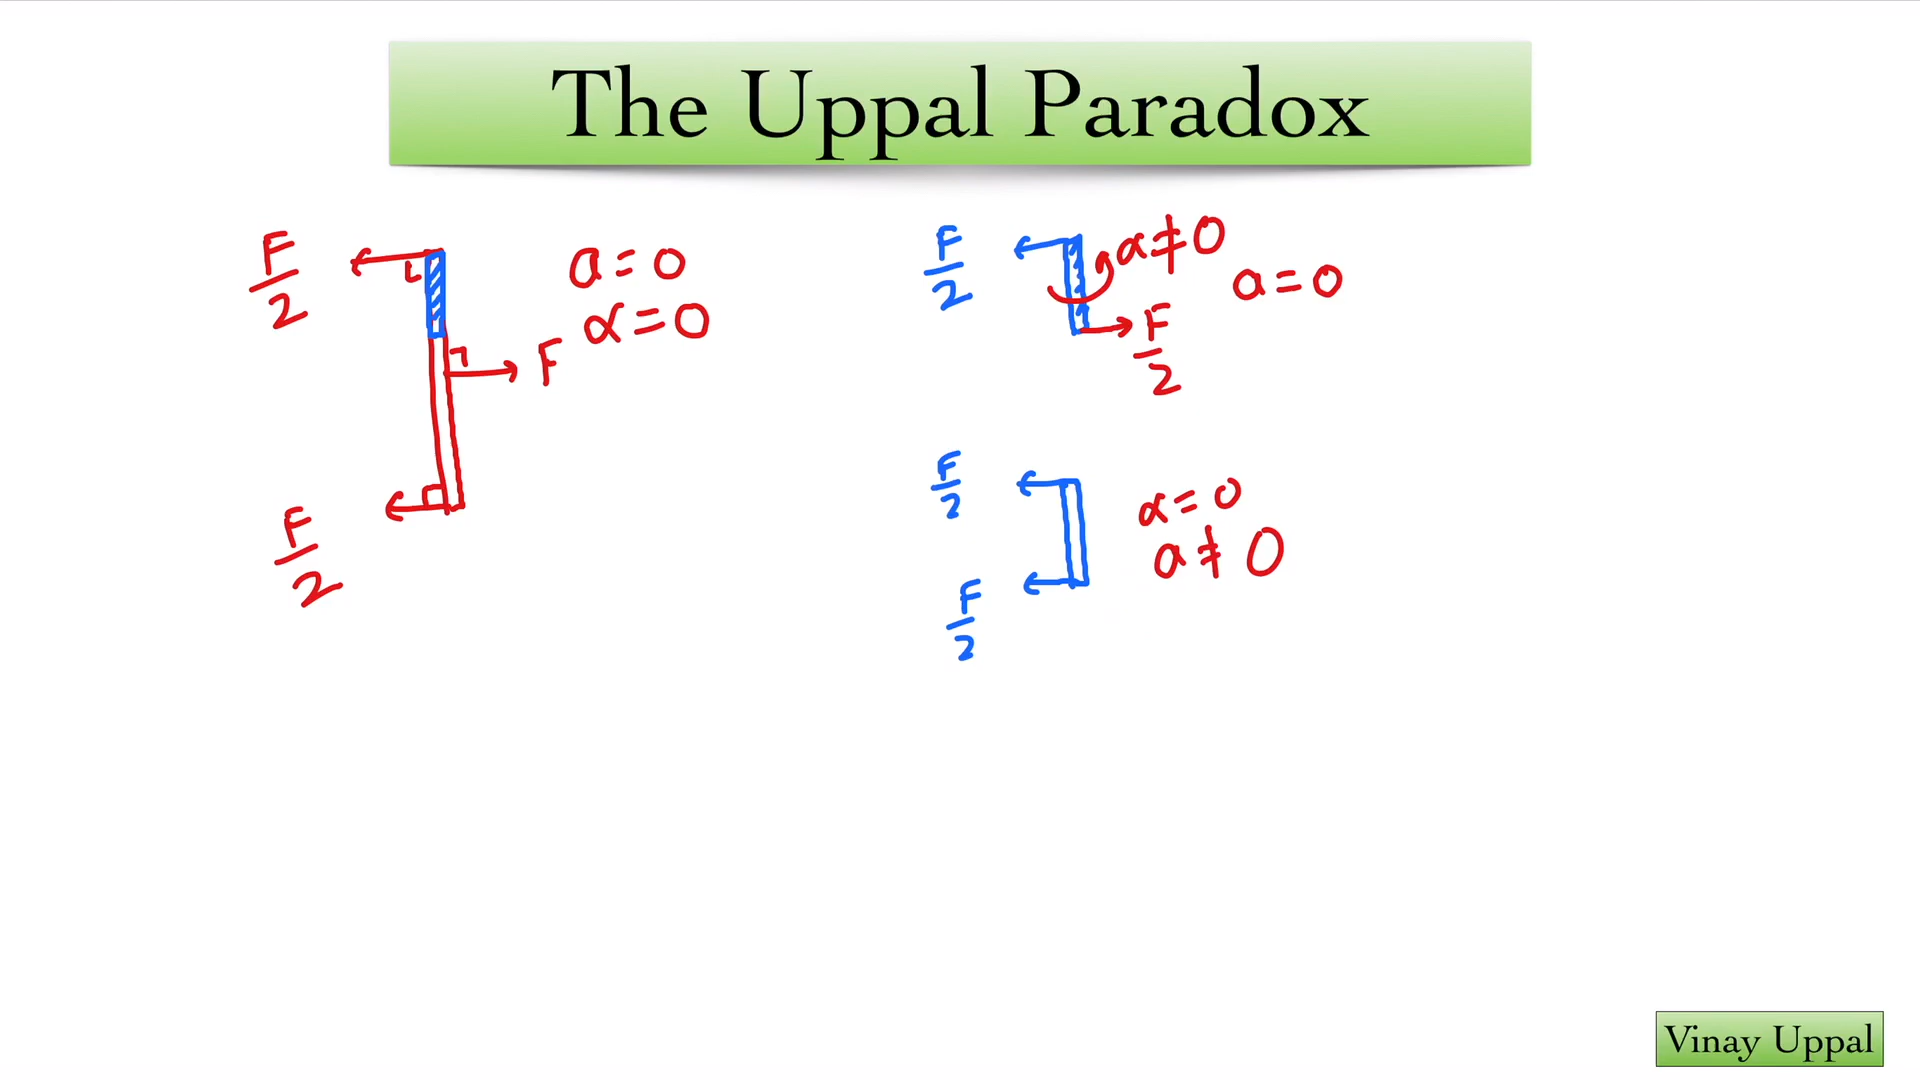 The Uppal Paradox
F/2
a = 0
α = 0
F
F/2
F/2
α ≠ 0
a = 0
F/2
F/2
α = 0
a ≠ 0
F/2
Vinay Uppal